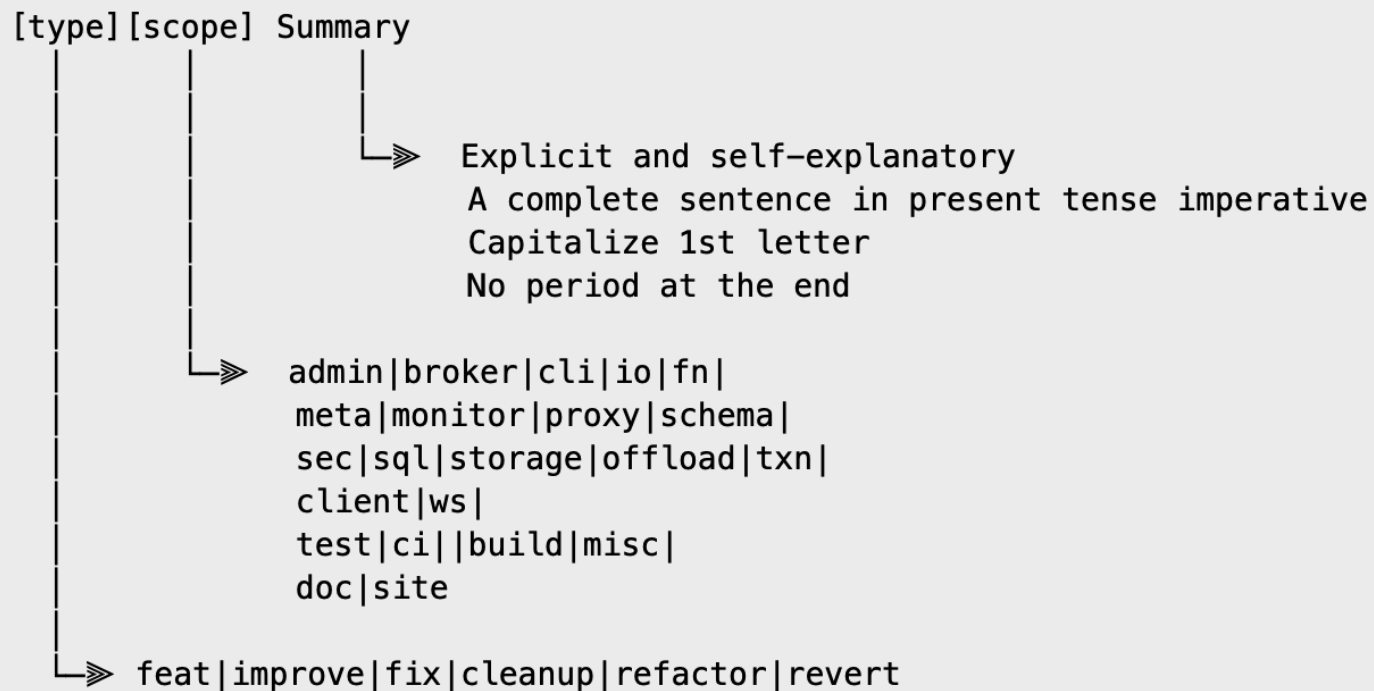 [type][scope] Summary
Explicit and self-explanatory
A complete sentence in present tense imperative
Capitalize 1st letter
No period at the end
admin|broker|cli|io|fn|
meta|monitor|proxy|schema|
sec|sql|storage|offload|txn|
client|ws|
test|ci||build|misc|
doc|site
feat|improve|fix|cleanup|refactor|revert